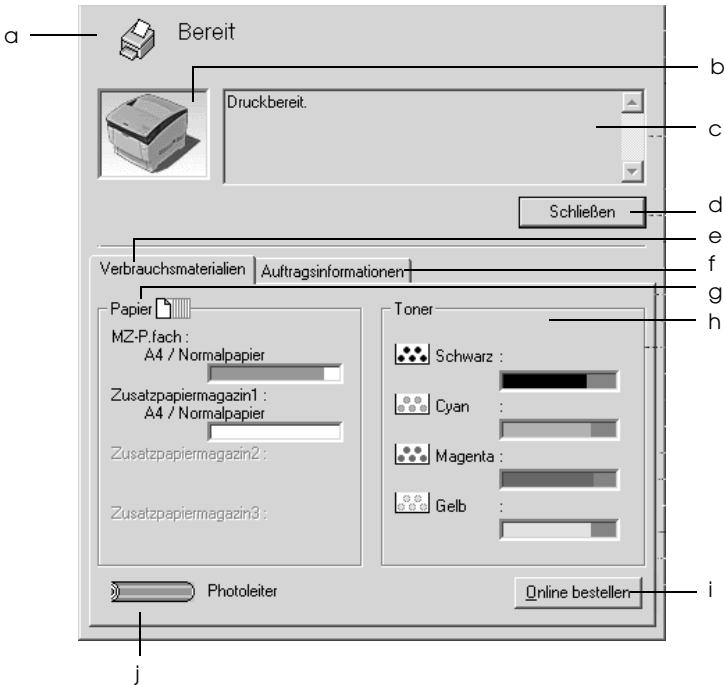 a
Bereit
b
Druckbereit.
c
Schließen
d
e
Verbrauchsmaterialien
Auftragsinformationen
f
g
Papier
Toner
h
MZ-P.fach :
A4 / Normalpapier
Zusatzpapiermagazin1 :
A4 / Normalpapier
Zusatzpapiermagazin2 :
Zusatzpapiermagazin3 :
Schwarz :
Cyan :
Magenta :
Gelb :
Photoleiter
Online bestellen
i
j